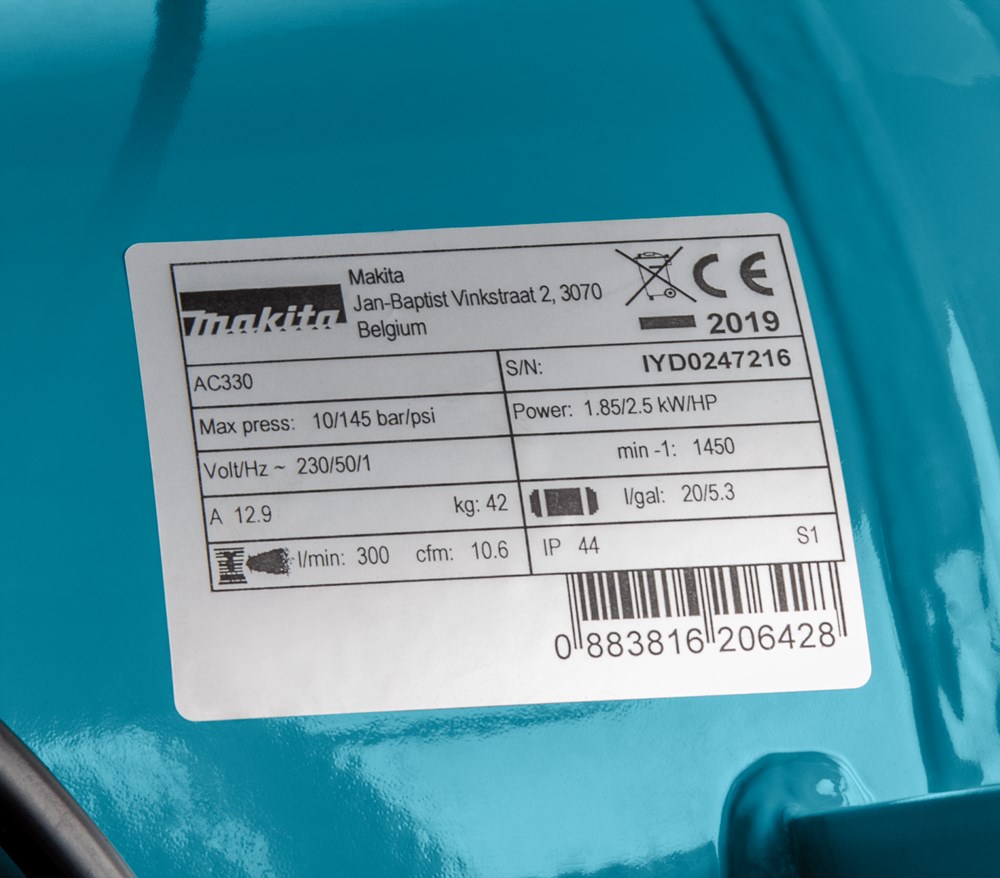 makita
Makita
Jan-Baptist Vinkstraat 2, 3070
Belgium
CE
2019
AC330
S/N: IYD0247216
Max press: 10/145 bar/psi
Power: 1.85/2.5 kW/HP
Volt/Hz ~ 230/50/1
min -1: 1450
A 12.9 kg: 42
l/gal: 20/5.3
l/min: 300 cfm: 10.6
IP 44 S1
0 883816 206428